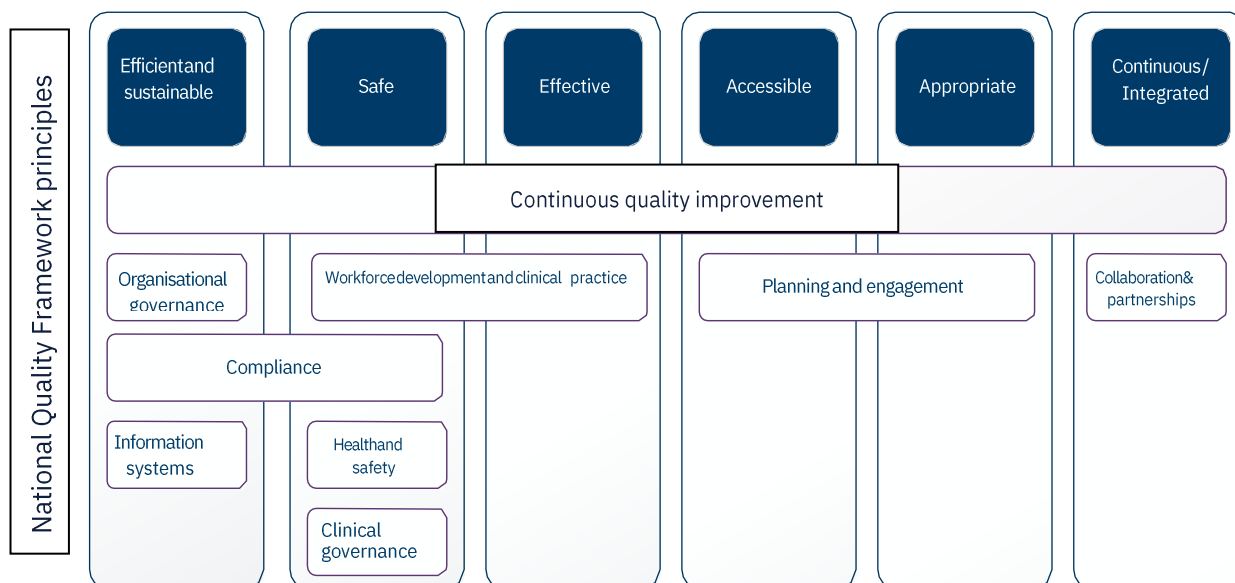 National Quality Framework principles
Efficientand
sustainable
Safe
Effective
Accessible
Appropriate
Continuous/
Integrated
Continuous quality improvement
Organisational
governance
Workforcedevelopmentandclinical practice
Planning and engagement
Collaboration&
partnerships
Compliance
Information
systems
Healthand
safety
Clinical
governance